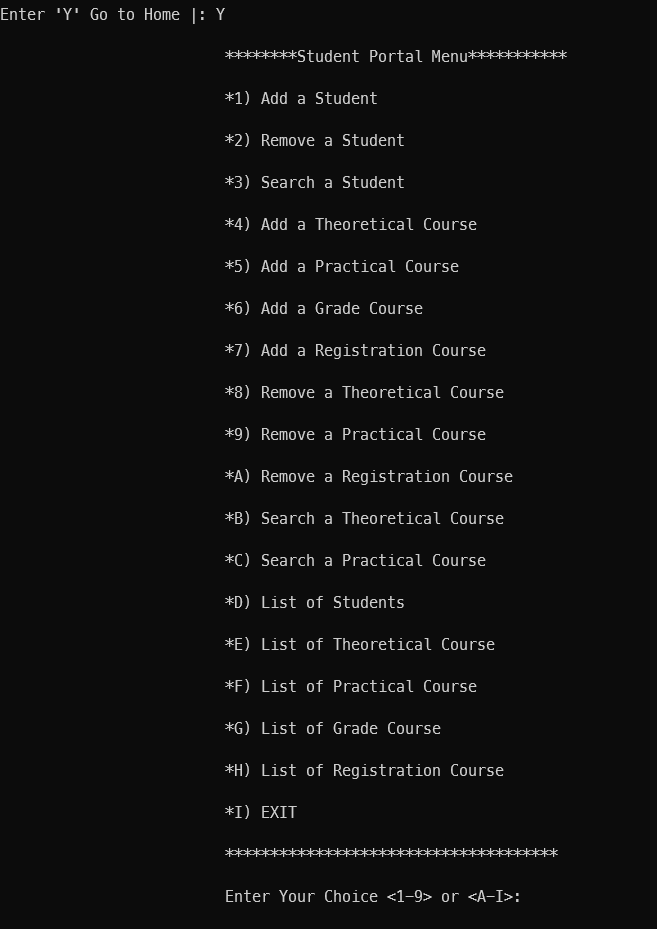 Enter 'Y' Go to Home |: Y
********Student Portal Menu***********
*1) Add a Student
*2) Remove a Student
*3) Search a Student
*4) Add a Theoretical Course
*5) Add a Practical Course
*6) Add a Grade Course
*7) Add a Registration Course
*8) Remove a Theoretical Course
*9) Remove a Practical Course
*A) Remove a Registration Course
*B) Search a Theoretical Course
*C) Search a Practical Course
*D) List of Students
*E) List of Theoretical Course
*F) List of Practical Course
*G) List of Grade Course
*H) List of Registration Course
*I) EXIT
*************************************
Enter Your Choice <1-9> or <A-I>: